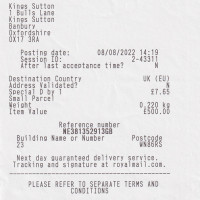 Kings Sutton
1 Bulls Lane
Kings Sutton
Banbury
Oxfordshire
OX17 3RA
Posting date: 08/08/2022 14:19
Session ID: 2-43311
After last acceptance time? N
Destination Country UK (EU)
Address Validated? N
Special D by 1 £7.65
Small Parcel
Weight 0,220 kg
Item Value £500.00
Reference number
NE381352913GB
Building Name or Number Postcode
23 WN86RS
Next day guaranteed delivery service.
Tracking and signature at royalmail.com.
PLEASE REFER TO SEPARATE TERMS AND
CONDITIONS